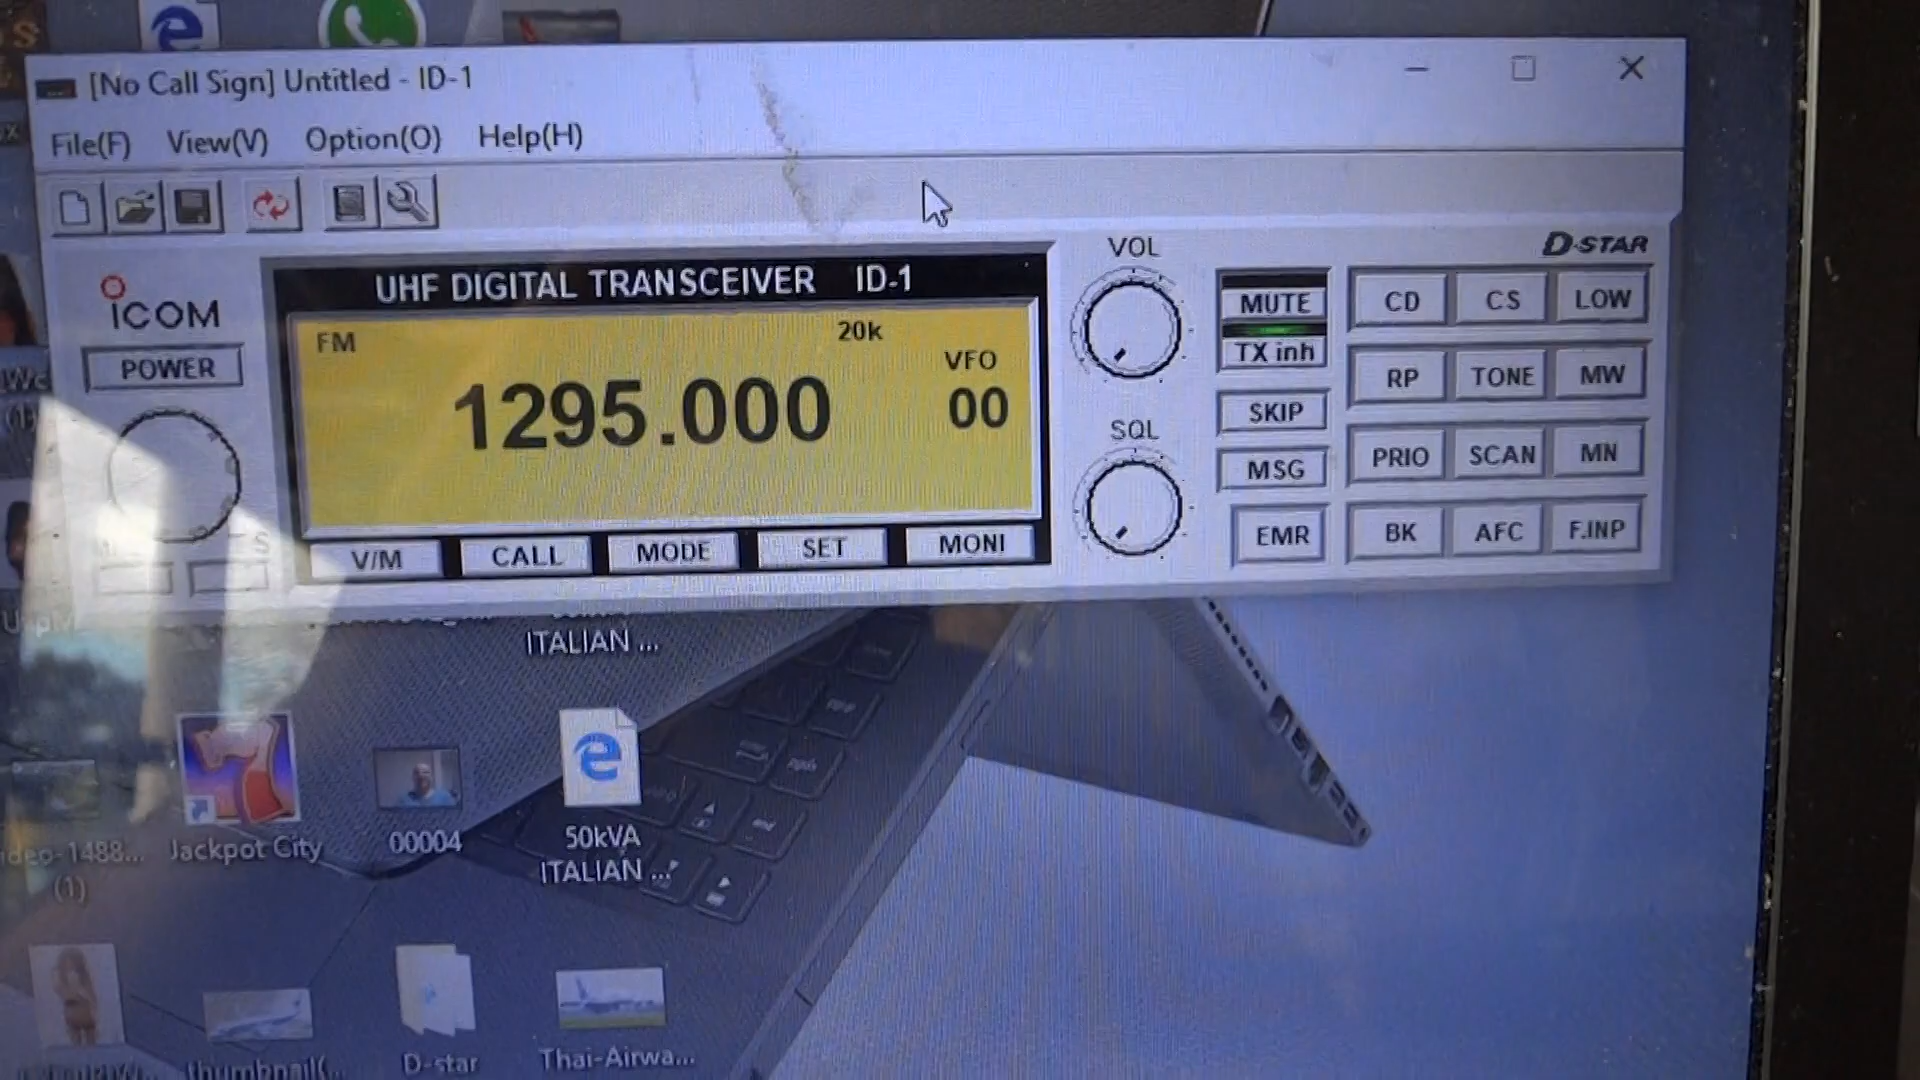 [No Call Sign] Untitled - ID-1
File(F) View(V) Option(O) Help(H)
D-STAR
VOL
ICOM
UHF DIGITAL TRANSCEIVER ID-1
MUTE CD CS LOW
FM 20k
TX inh
POWER
VFO
RP TONE MW
1295.000 00
SKIP
SQL
MSG PRIO SCAN MN
S
V/M CALL MODE SET MONI
EMR BK AFC F.INP
ITALIAN ...
Jackpot City
00004
50kVA
ITALIAN ...
ideo-1488...
(1)
D-star
Thai-Airwa...